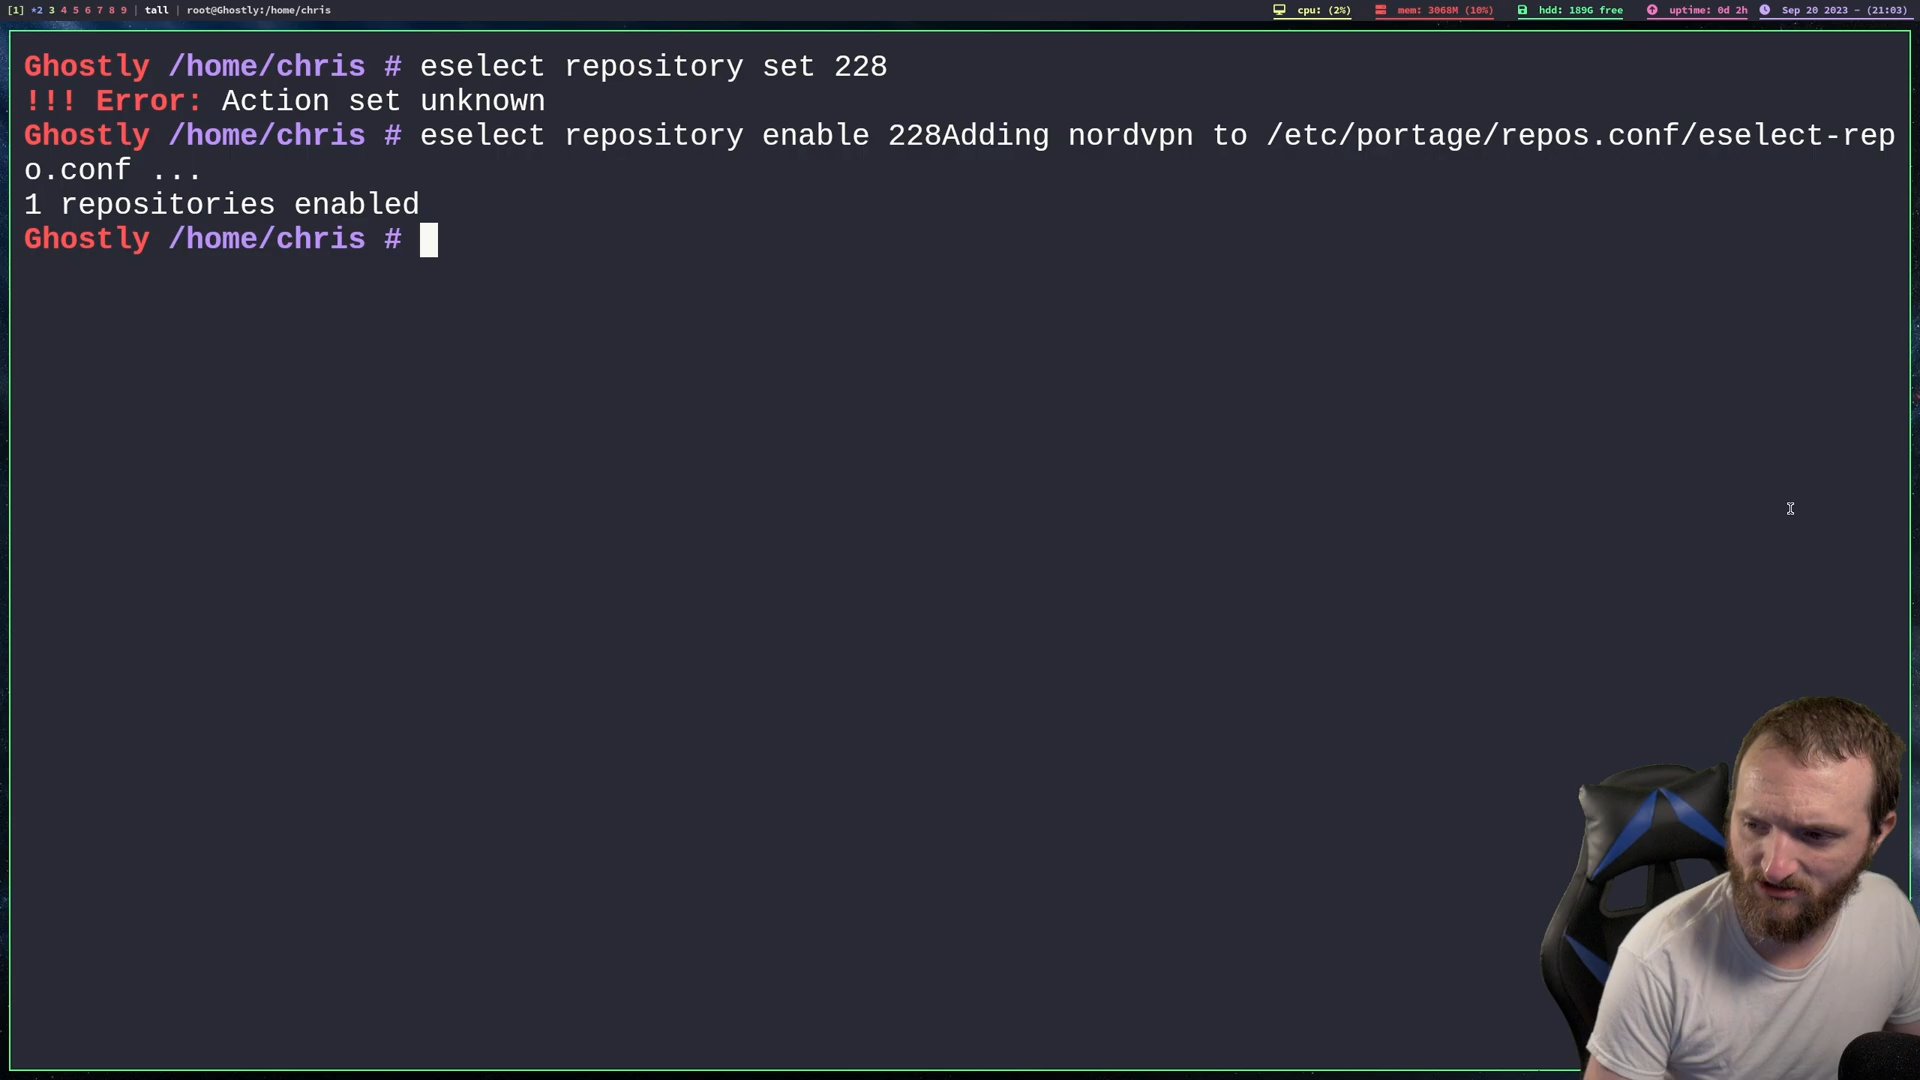 [1] *2 3 4 5 6 7 8 9 | tall | root@Ghostly:/home/chris cpu: (2%) mem: 3068M (10%) hdd: 189G free uptime: 0d 2h Sep 20 2023 - (21:03)
Ghostly /home/chris # eselect repository set 228
!!! Error: Action set unknown
Ghostly /home/chris # eselect repository enable 228Adding nordvpn to /etc/portage/repos.conf/eselect-rep
o.conf ...
1 repositories enabled
Ghostly /home/chris #